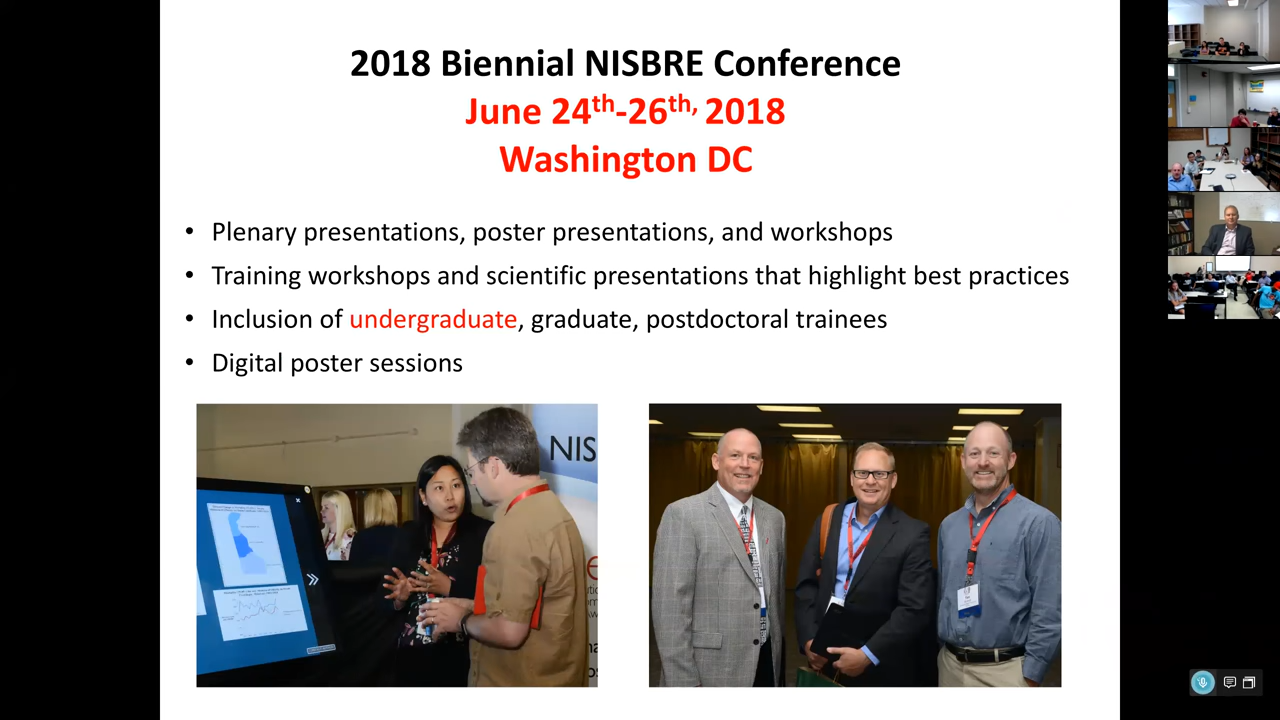 2018 Biennial NISBRE Conference
June 24th-26th, 2018
Washington DC
• Plenary presentations, poster presentations, and workshops
• Training workshops and scientific presentations that highlight best practices
• Inclusion of undergraduate, graduate, postdoctoral trainees
• Digital poster sessions
NIS